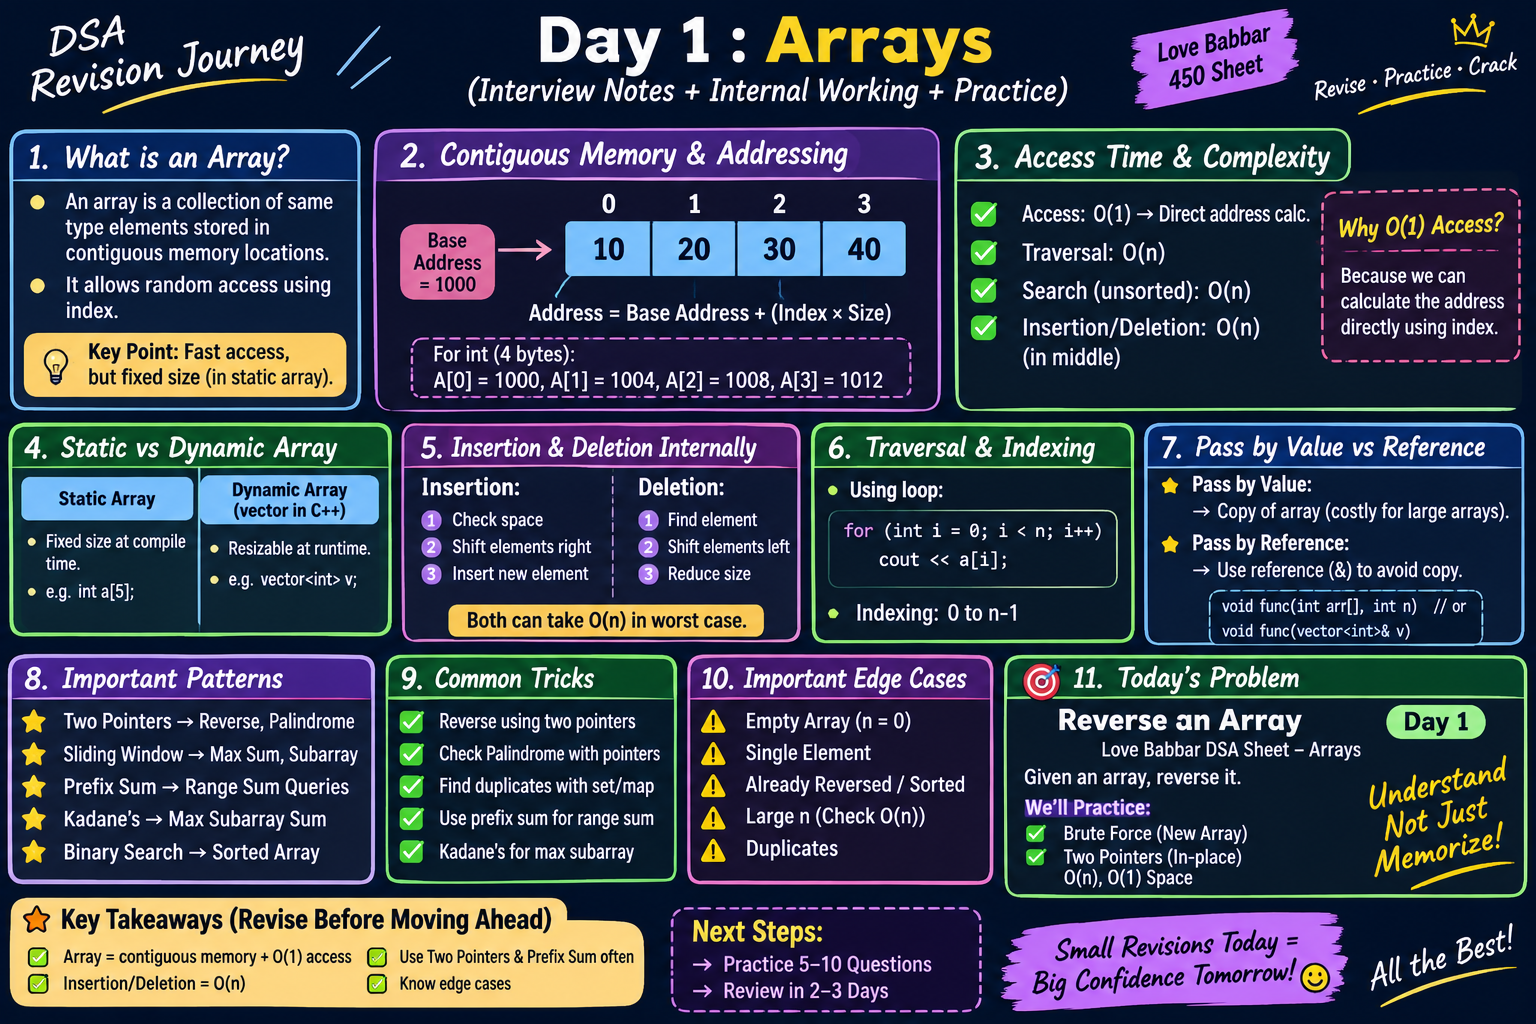 DSA
Revision Journey
Day 1 : Arrays
(Interview Notes + Internal Working + Practice)
Love Babbar
450 Sheet
Revise • Practice • Crack
1. What is an Array?
An array is a collection of same
type elements stored in
contiguous memory locations.
It allows random access using
index.
Key Point: Fast access,
but fixed size (in static array).
2. Contiguous Memory & Addressing
0 1 2 3
Base
Address
= 1000
10 20 30 40
Address = Base Address + (Index × Size)
For int (4 bytes):
A[0] = 1000, A[1] = 1004, A[2] = 1008, A[3] = 1012
3. Access Time & Complexity
Access: O(1) → Direct address calc.
Traversal: O(n)
Search (unsorted): O(n)
Insertion/Deletion: O(n)
(in middle)
Why O(1) Access?
Because we can
calculate the address
directly using index.
4. Static vs Dynamic Array
Static Array
Fixed size at compile
time.
e.g. int a[5];
Dynamic Array
(vector in C++)
Resizable at runtime.
e.g. vector<int> v;
5. Insertion & Deletion Internally
Insertion:
1 Check space
2 Shift elements right
3 Insert new element
Deletion:
1 Find element
2 Shift elements left
3 Reduce size
Both can take O(n) in worst case.
6. Traversal & Indexing
Using loop:
for (int i = 0; i < n; i++)
cout << a[i];
Indexing: 0 to n-1
7. Pass by Value vs Reference
Pass by Value:
→ Copy of array (costly for large arrays).
Pass by Reference:
→ Use reference (&) to avoid copy.
void func(int arr[], int n) // or
void func(vector<int>& v)
8. Important Patterns
Two Pointers → Reverse, Palindrome
Sliding Window → Max Sum, Subarray
Prefix Sum → Range Sum Queries
Kadane's → Max Subarray Sum
Binary Search → Sorted Array
9. Common Tricks
Reverse using two pointers
Check Palindrome with pointers
Find duplicates with set/map
Use prefix sum for range sum
Kadane's for max subarray
10. Important Edge Cases
Empty Array (n = 0)
Single Element
Already Reversed / Sorted
Large n (Check O(n))
Duplicates
11. Today's Problem
Reverse an Array
Day 1
Love Babbar DSA Sheet – Arrays
Given an array, reverse it.
We'll Practice:
Brute Force (New Array)
Two Pointers (In-place)
O(n), O(1) Space
Understand
Not Just
Memorize!
Key Takeaways (Revise Before Moving Ahead)
Array = contiguous memory + O(1) access
Insertion/Deletion = O(n)
Use Two Pointers & Prefix Sum often
Know edge cases
Next Steps:
→ Practice 5–10 Questions
→ Review in 2–3 Days
Small Revisions Today =
Big Confidence Tomorrow!
All the Best!